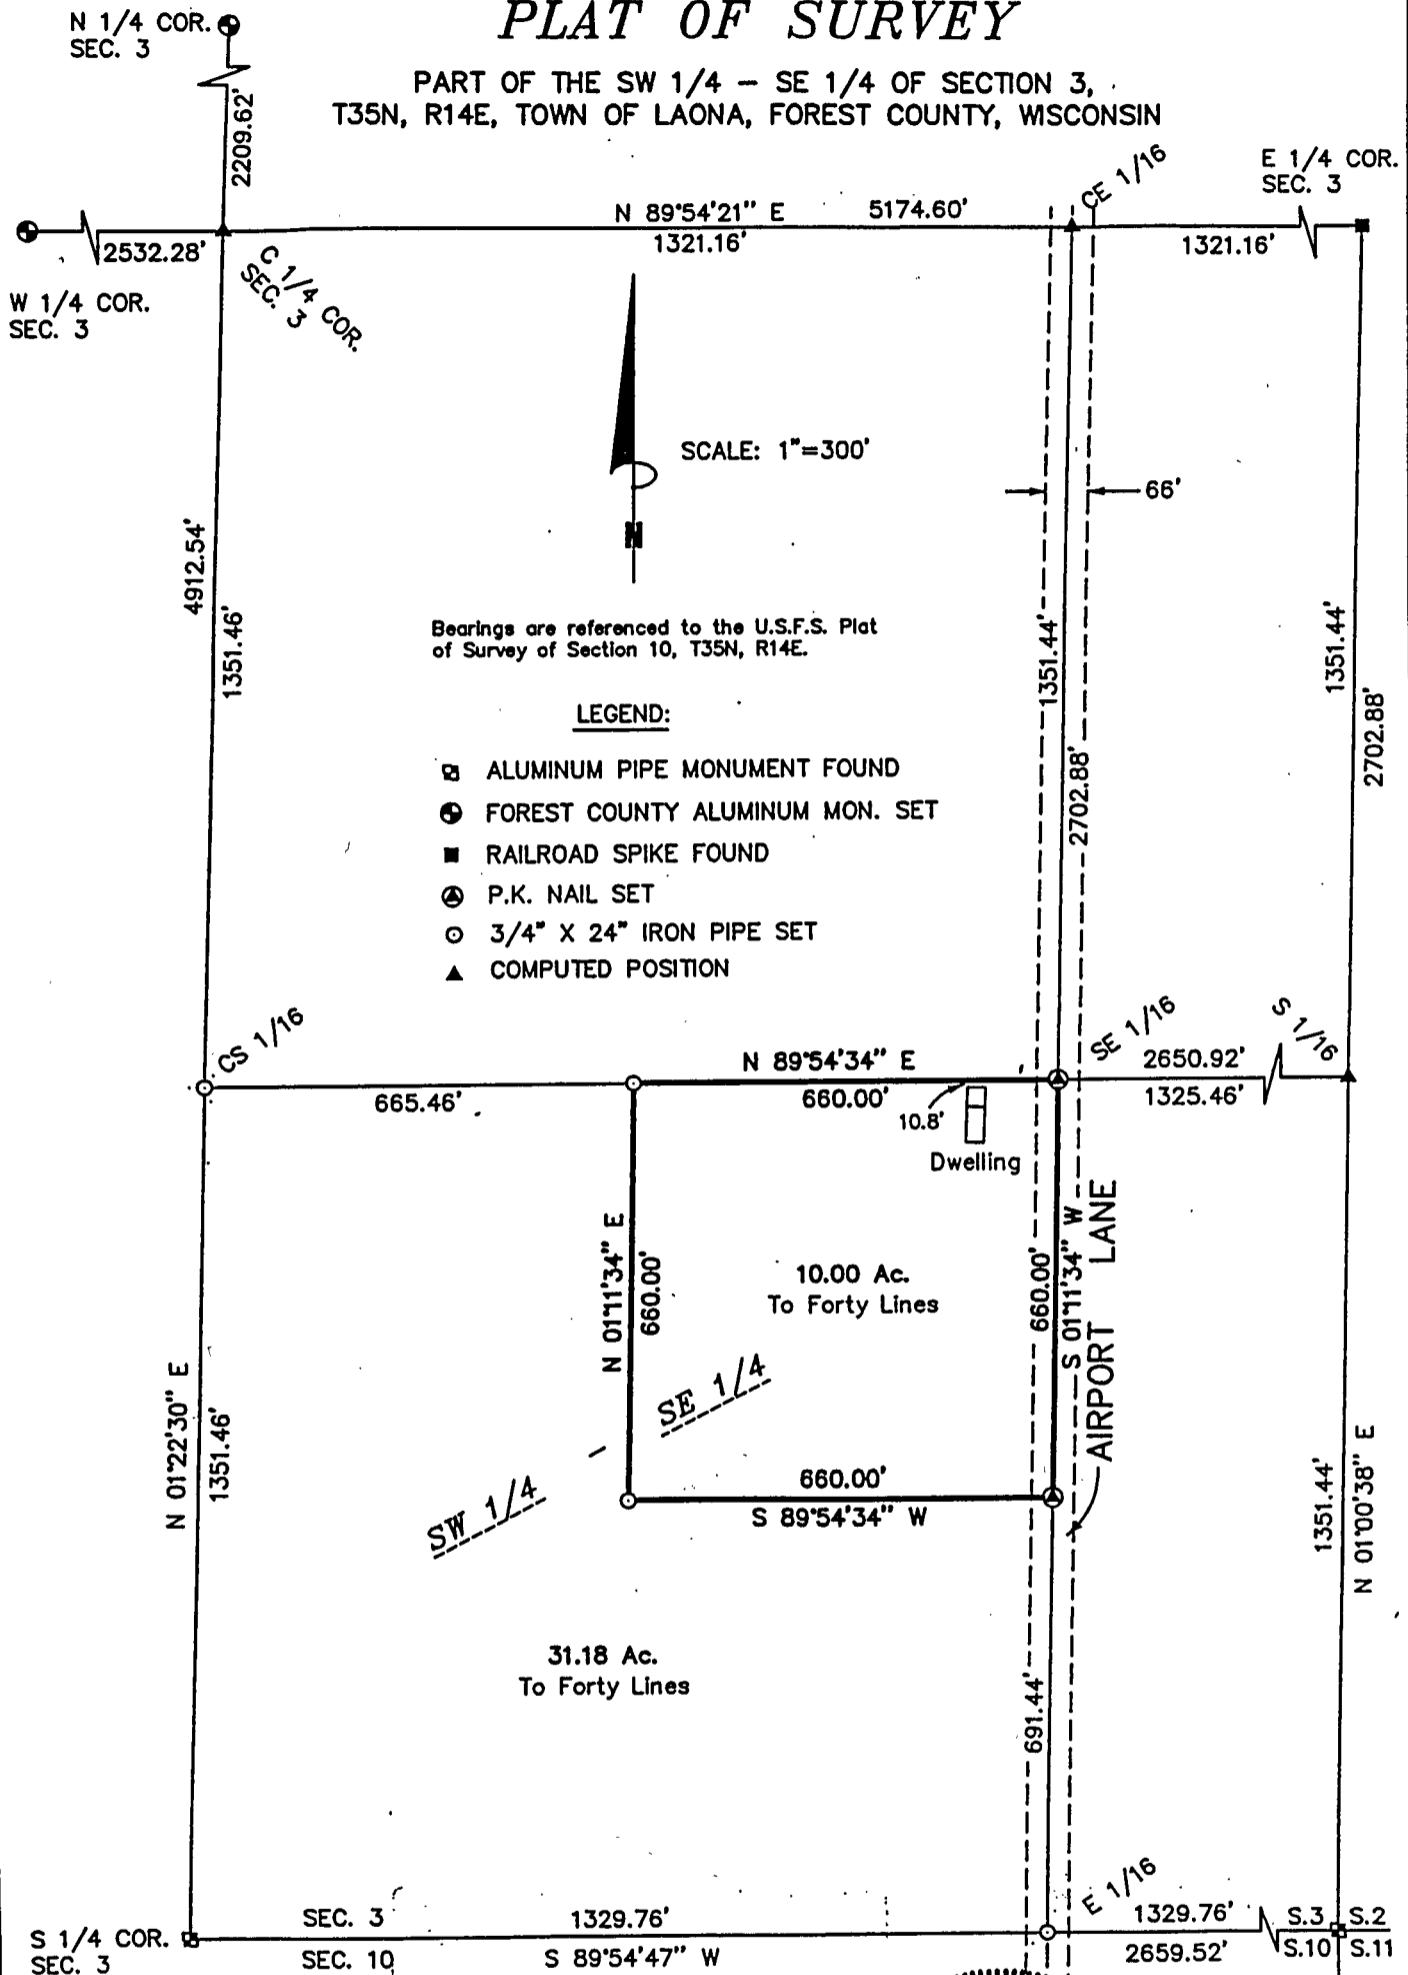 PLAT OF SURVEY
N 1/4 COR.
SEC. 3
PART OF THE SW 1/4 – SE 1/4 OF SECTION 3,
T35N, R14E, TOWN OF LAONA, FOREST COUNTY, WISCONSIN
2209.62'
CE 1/16
E 1/4 COR.
SEC. 3
N 89°54'21" E 5174.60'
2532.28'
1321.16'
1321.16'
W 1/4 COR.
SEC. 3
C 1/4 COR.
SEC. 3
SCALE: 1"=300'
66'
N
4912.54'
1351.46'
Bearings are referenced to the U.S.F.S. Plat
of Survey of Section 10, T35N, R14E.
1351.44'
2702.88'
1351.44'
2702.88'
LEGEND:
ALUMINUM PIPE MONUMENT FOUND
FOREST COUNTY ALUMINUM MON. SET
RAILROAD SPIKE FOUND
P.K. NAIL SET
3/4" X 24" IRON PIPE SET
COMPUTED POSITION
CS 1/16
SE 1/16
S 1/16
N 89°54'34" E
2650.92'
665.46'
660.00'
1325.46'
10.8'
Dwelling
N 01°11'34" E
660.00'
10.00 Ac.
To Forty Lines
660.00'
S 01°11'34" W
AIRPORT LANE
SW 1/4 – SE 1/4
N 01°22'30" E
1351.46'
660.00'
S 89°54'34" W
1351.44'
N 01°00'38" E
31.18 Ac.
To Forty Lines
691.44'
E 1/16
S 1/4 COR.
SEC. 3
SEC. 3
1329.76'
1329.76'
S.3
S.2
SEC. 10
S 89°54'47" W
2659.52'
S.10
S.11